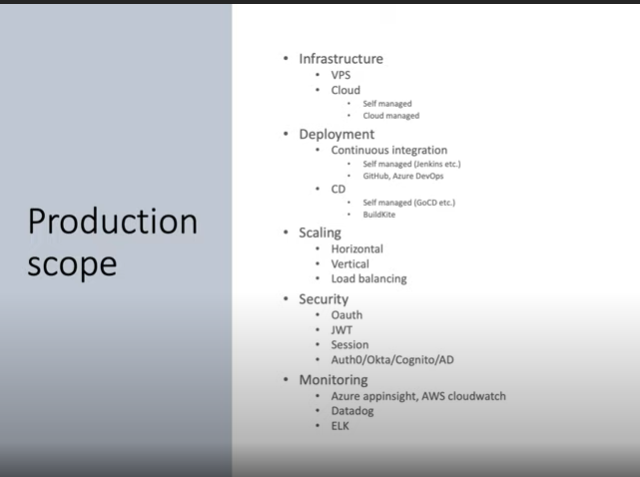 Production
scope
• Infrastructure
• VPS
• Cloud
• Self managed
• Cloud managed
• Deployment
• Continuous integration
• Self managed (Jenkins etc.)
• GitHub, Azure DevOps
• CD
• Self managed (GoCD etc.)
• BuildKite
• Scaling
• Horizontal
• Vertical
• Load balancing
• Security
• Oauth
• JWT
• Session
• Auth0/Okta/Cognito/AD
• Monitoring
• Azure appinsight, AWS cloudwatch
• Datadog
• ELK